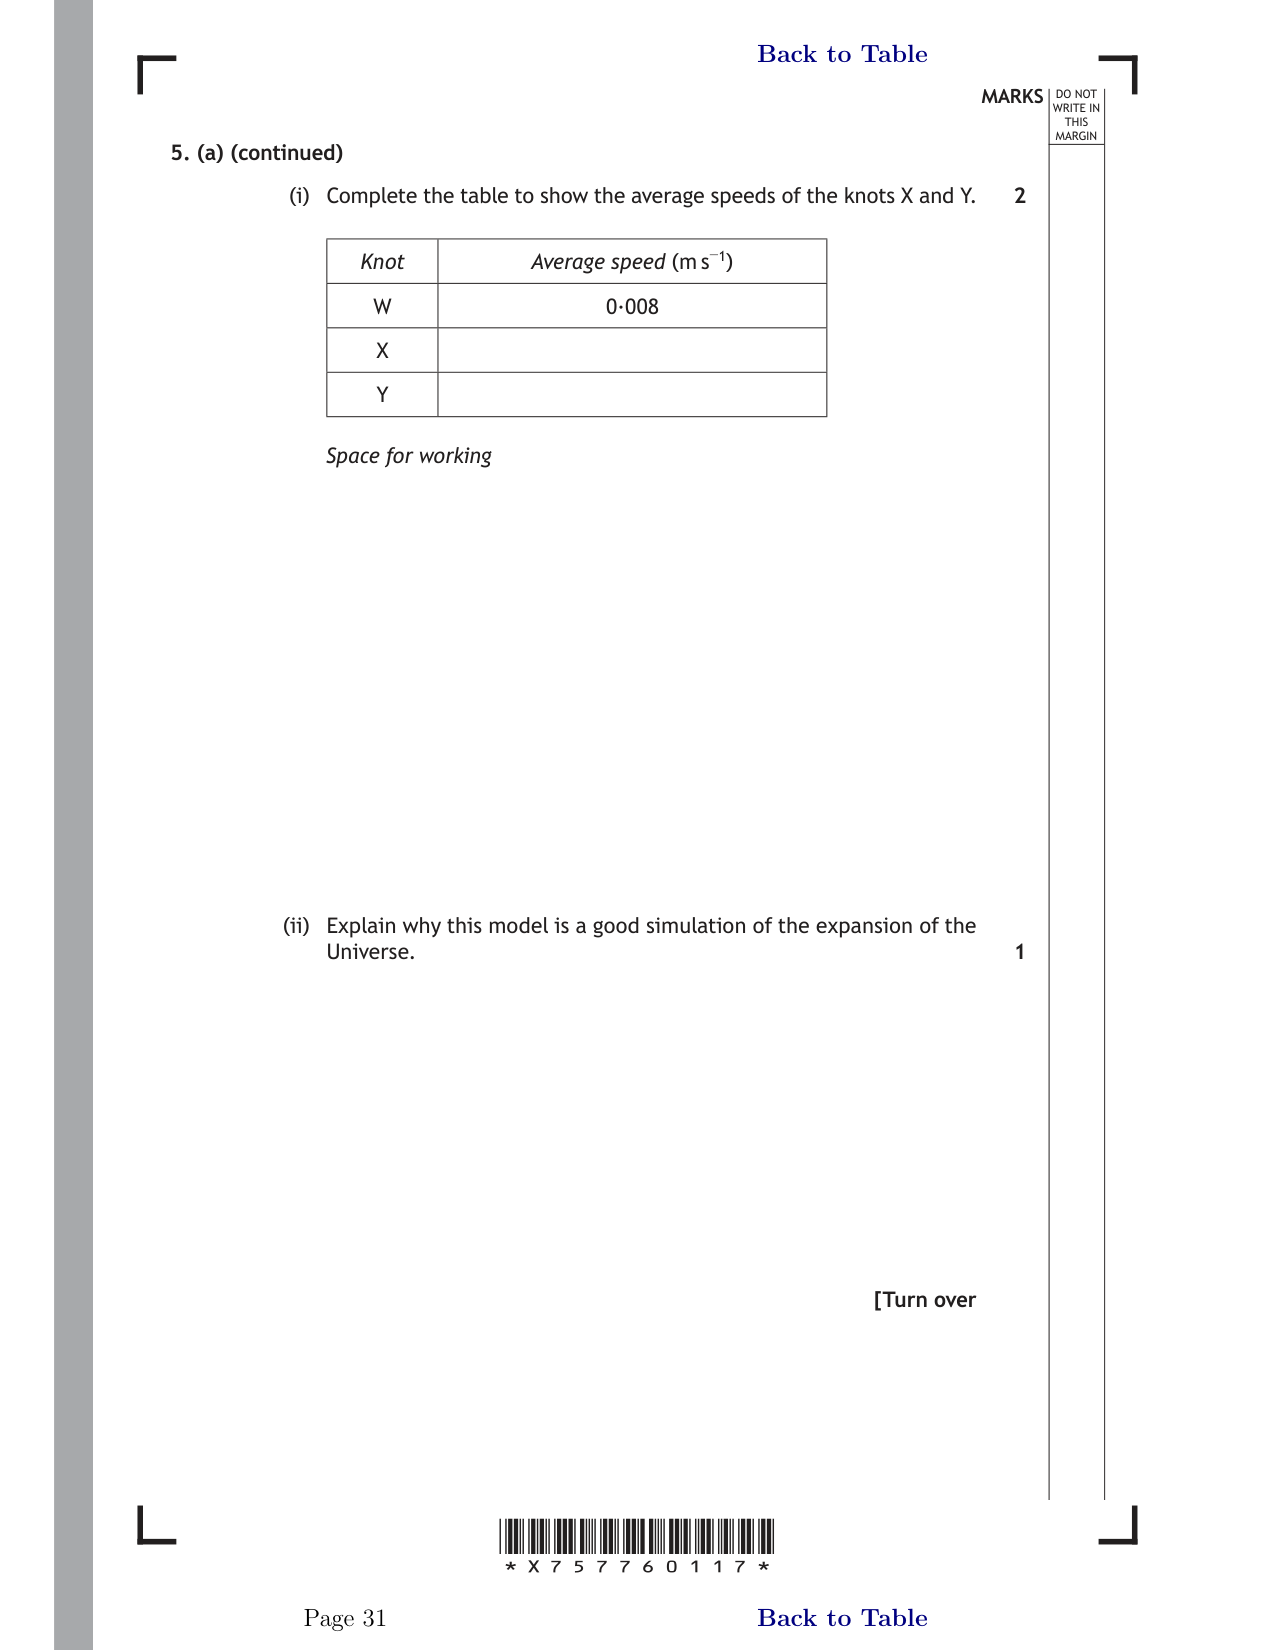 Back to Table
MARKS
DO NOT
WRITE IN
THIS
MARGIN
5. (a) (continued)
(i) Complete the table to show the average speeds of the knots X and Y. 2
Knot Average speed (m s⁻¹)
W 0·008
X
Y
Space for working
(ii) Explain why this model is a good simulation of the expansion of the
Universe. 1
[Turn over
*X757760117*
Page 31 Back to Table